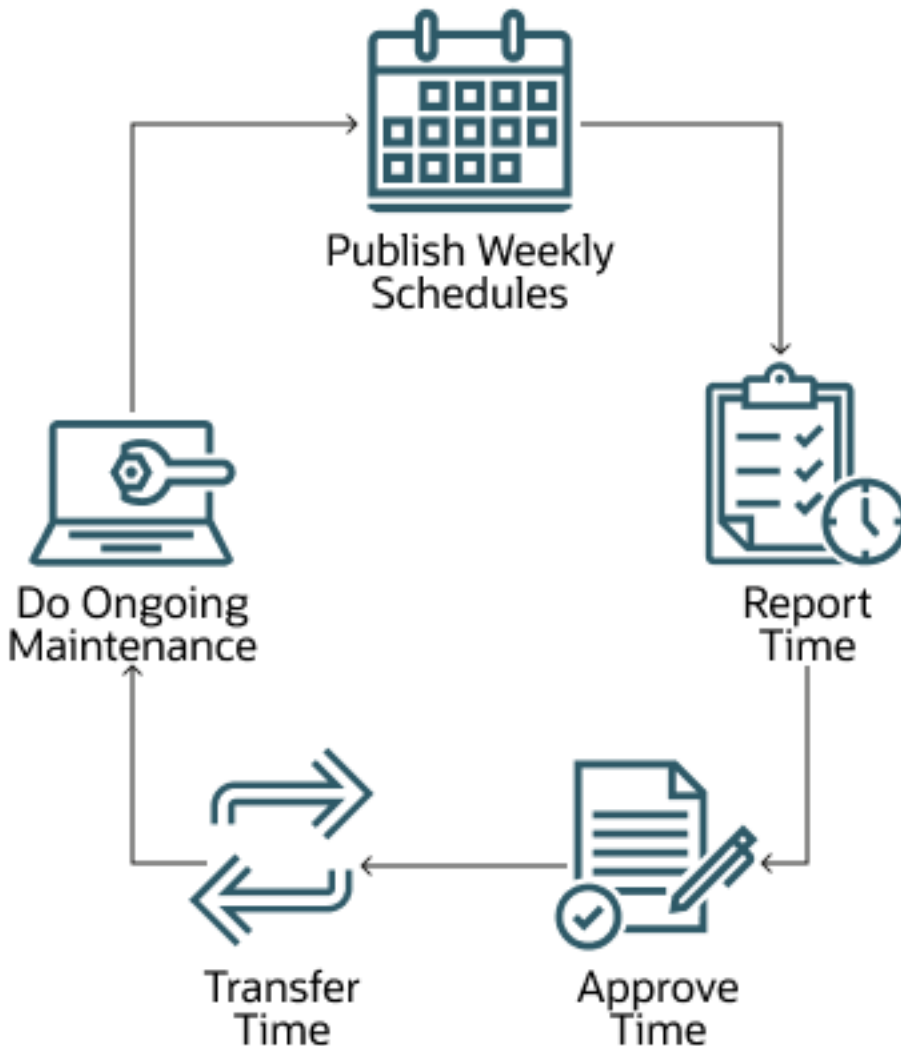 Publish Weekly
Schedules
Report
Time
Approve
Time
Transfer
Time
Do Ongoing
Maintenance